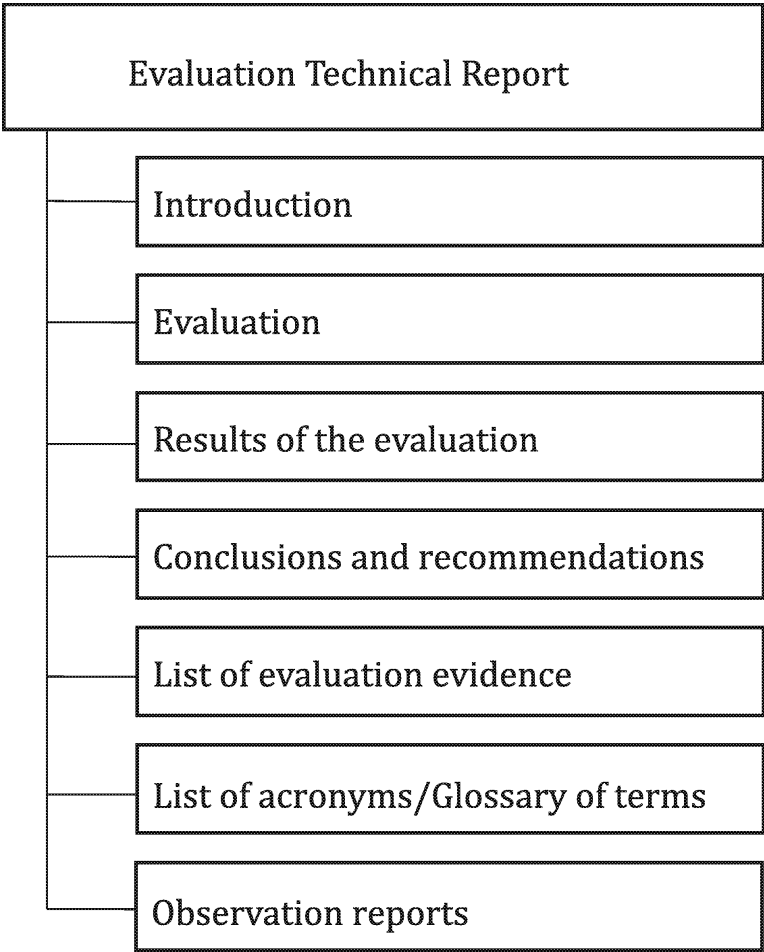 Evaluation Technical Report
Introduction
Evaluation
Results of the evaluation
Conclusions and recommendations
List of evaluation evidence
List of acronyms/Glossary of terms
Observation reports